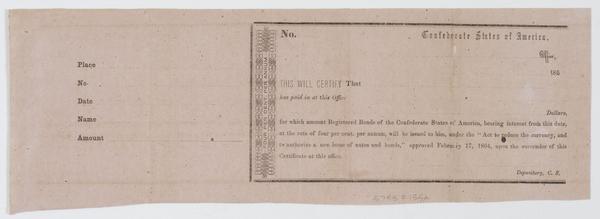 Place
No.
Date
Name
Amount
No.
Confederate States of America,
Office,
186
THIS WILL CERTIFY That
has paid in at this Office
Dollars,
for which amount Registered Bonds of the Confederate States of America, bearing interest from this date,
at the rate of four per cent. per annum, will be issued to him, under the "Act to reduce the currency, and
to authorize a new issue of notes and bonds," approved February 17, 1864, upon the surrender of this
Certificate at this office.
Depositary, C. S.